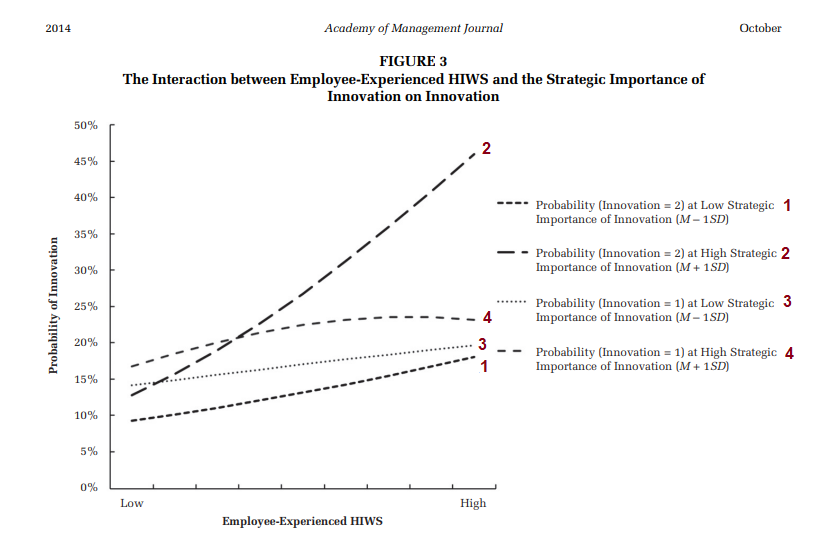 2014 Academy of Management Journal October
FIGURE 3
The Interaction between Employee-Experienced HIWS and the Strategic Importance of
Innovation on Innovation
Probability of Innovation
50%
45%
40%
35%
30%
25%
20%
15%
10%
5%
0%
Low High
Employee-Experienced HIWS
2
4
3
1
Probability (Innovation = 2) at Low Strategic 1
Importance of Innovation (M – 1SD)
Probability (Innovation = 2) at High Strategic 2
Importance of Innovation (M + 1SD)
Probability (Innovation = 1) at Low Strategic 3
Importance of Innovation (M – 1SD)
Probability (Innovation = 1) at High Strategic 4
Importance of Innovation (M + 1SD)